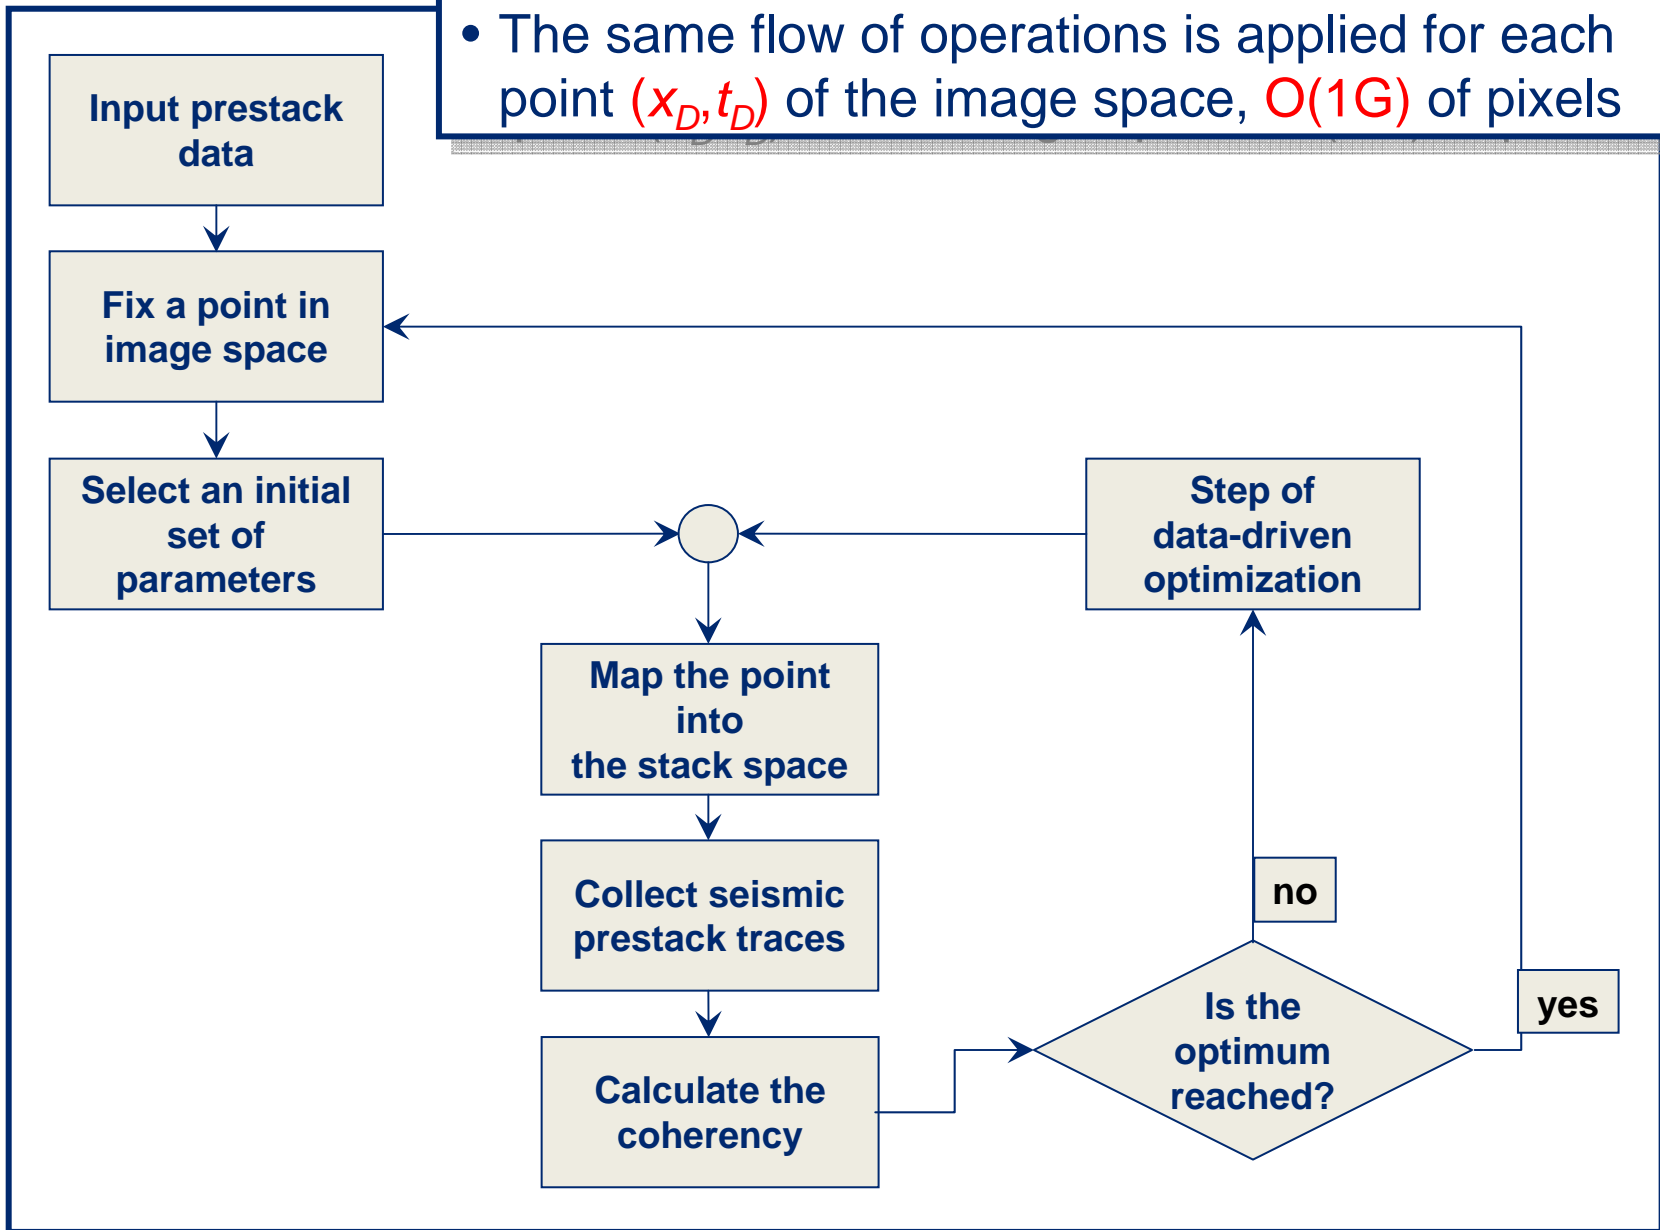 • The same flow of operations is applied for each
point (x_D,t_D) of the image space, O(1G) of pixels
Input prestack
data
Fix a point in
image space
Select an initial
set of
parameters
Step of
data-driven
optimization
Map the point
into
the stack space
Collect seismic
prestack traces
Calculate the
coherency
no
Is the
optimum
reached?
yes